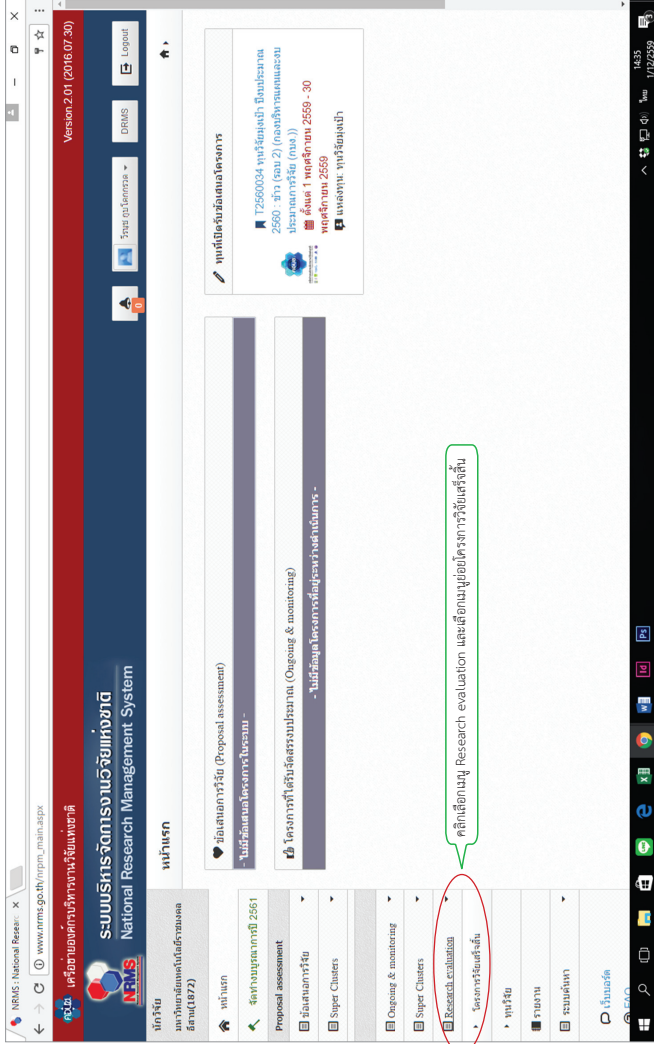 NRMS : National Researc
www.nrms.go.th/nrpm_main.aspx
เครือข่ายองค์กรบริหารงานวิจัยแห่งชาติ
Version.2.01 (2016.07.30)
NRMS
ระบบบริหารจัดการงานวิจัยแห่งชาติ
National Research Management System
0
DRMS
Logout
นักวิจัย
มหาวิทยาลัยเทคโนโลยีราชมงคล
อีสาน(1872)
หน้าแรก
จัดทำงบบูรณาการปี 2561
Proposal assessment
ข้อเสนอการวิจัย
Super Clusters
Ongoing & monitoring
Super Clusters
Research evaluation
โครงการวิจัยเสร็จสิ้น
ทุนวิจัย
รายงาน
ระบบค้นหา
เว็บบอร์ด
FAQ
หน้าแรก
ข้อเสนอการวิจัย (Proposal assessment)
- ไม่มีข้อเสนอโครงการในระบบ -
โครงการที่ได้รับจัดสรรงบประมาณ (Ongoing & monitoring)
- ไม่มีข้อมูลโครงการที่อยู่ระหว่างดำเนินการ -
คลิกเลือกเมนู Research evaluation และเลือกเมนูย่อยโครงการวิจัยเสร็จสิ้น
ทุนที่เปิดรับข้อเสนอโครงการ
T2560034 ทุนวิจัยมุ่งเป้า ปีงบประมาณ
2560 : ข้าว (รอบ 2) (กองบริหารแผนและงบ
ประมาณการวิจัย (กบง.))
ตั้งแต่ 1 พฤศจิกายน 2559 - 30
พฤศจิกายน 2559
แหล่งทุน: ทุนวิจัยมุ่งเป้า
ไทย
14:35
1/12/2559
3